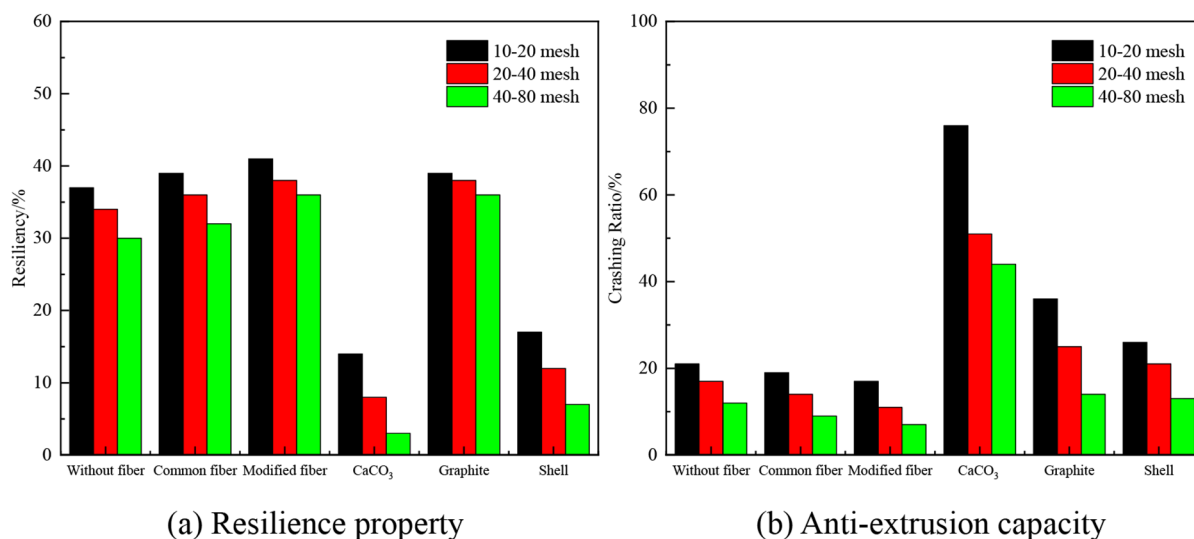 60
50
40
30
20
10
0
Resiliency/%
10-20 mesh
20-40 mesh
40-80 mesh
Without fiber Common fiber Modified fiber CaCO₃ Graphite Shell
(a) Resilience property
100
80
60
40
20
0
Crashing Ratio/%
10-20 mesh
20-40 mesh
40-80 mesh
Without fiber Common fiber Modified fiber CaCO₃ Graphite Shell
(b) Anti-extrusion capacity